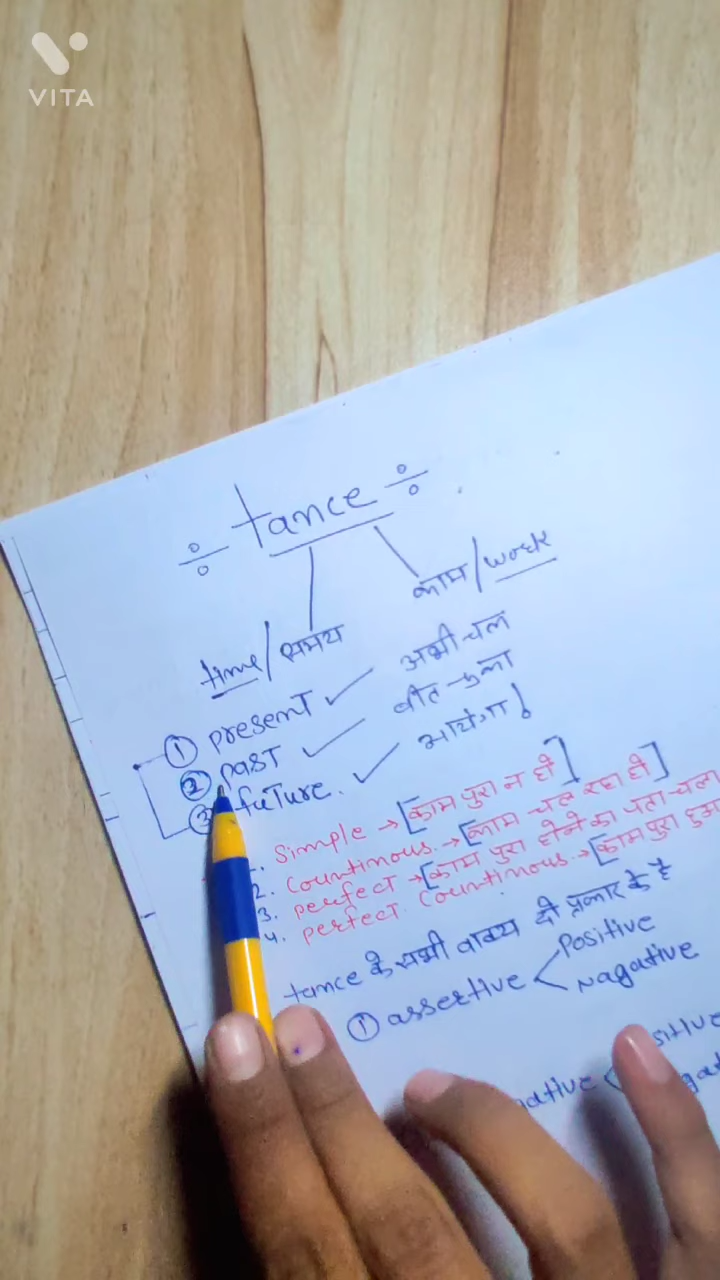 VITA
÷ tance ÷
time/समय काम/work
① present ✓ अभी चल
② past ✓ बीत चुका
③ future. ✓ आयेगा!
1. Simple → [काम पुरा न हो]
2. Countinous. → [काम चल रहा हो]
3. perfect → [काम पुरा होने का पता चला
4. perfect countinous. → [काम पुरा हुआ
tance के सभी वाक्य दो प्रकार के है
① assertive < Positive
Nagative